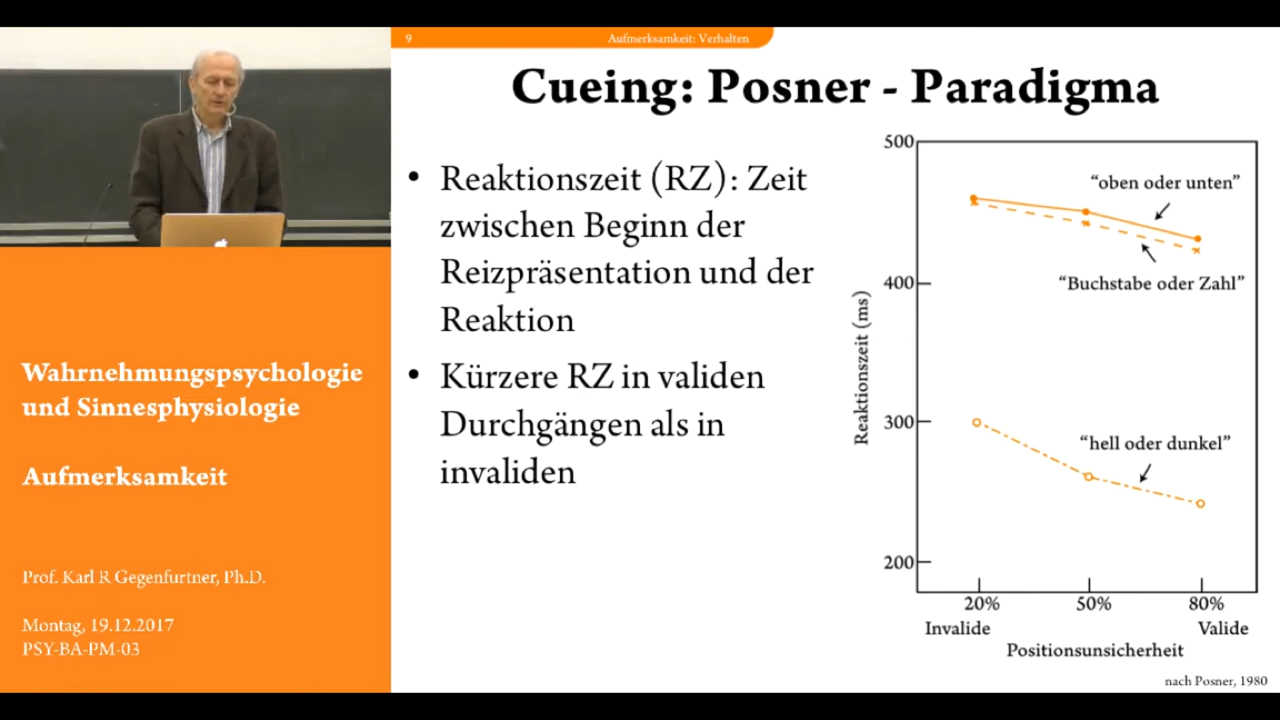 9
Aufmerksamkeit: Verhalten
Cueing: Posner - Paradigma
• Reaktionszeit (RZ): Zeit
zwischen Beginn der
Reizpräsentation und der
Reaktion
• Kürzere RZ in validen
Durchgängen als in
invaliden
500
400
300
200
Reaktionszeit (ms)
“oben oder unten”
“Buchstabe oder Zahl”
“hell oder dunkel”
20%
50%
80%
Invalide
Valide
Positionsunsicherheit
nach Posner, 1980
Wahrnehmungspsychologie
und Sinnesphysiologie
Aufmerksamkeit
Prof. Karl R Gegenfurtner, Ph.D.
Montag, 19.12.2017
PSY-BA-PM-03